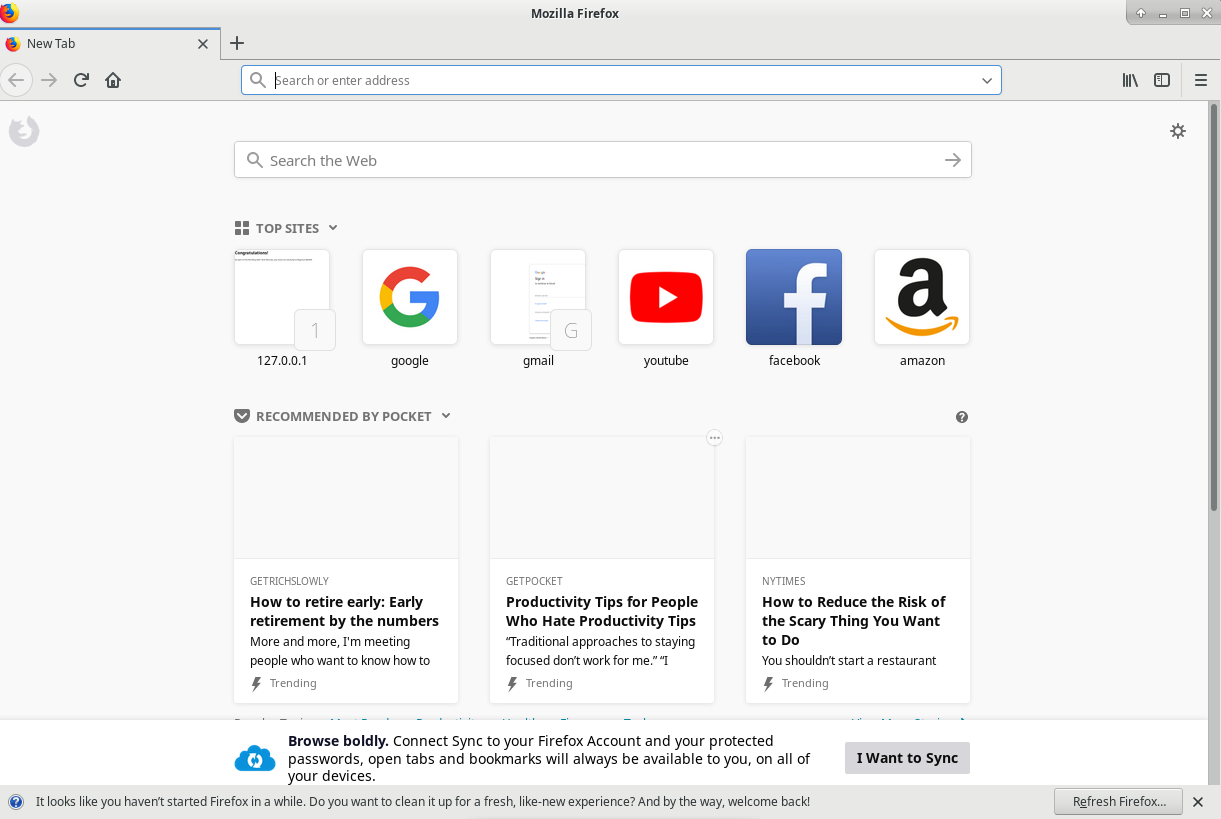 Mozilla Firefox
New Tab
Search or enter address
Search the Web
TOP SITES
Congratulations!
1
G
127.0.0.1
google
gmail
youtube
facebook
amazon
RECOMMENDED BY POCKET
GETRICHSLOWLY
How to retire early: Early
retirement by the numbers
More and more, I'm meeting
people who want to know how to
Trending
GETPOCKET
Productivity Tips for People
Who Hate Productivity Tips
“Traditional approaches to staying
focused don’t work for me.” “I
Trending
NYTIMES
How to Reduce the Risk of
the Scary Thing You Want
to Do
You shouldn’t start a restaurant
Trending
Browse boldly. Connect Sync to your Firefox Account and your protected
passwords, open tabs and bookmarks will always be available to you, on all of
your devices.
I Want to Sync
It looks like you haven’t started Firefox in a while. Do you want to clean it up for a fresh, like-new experience? And by the way, welcome back!
Refresh Firefox...